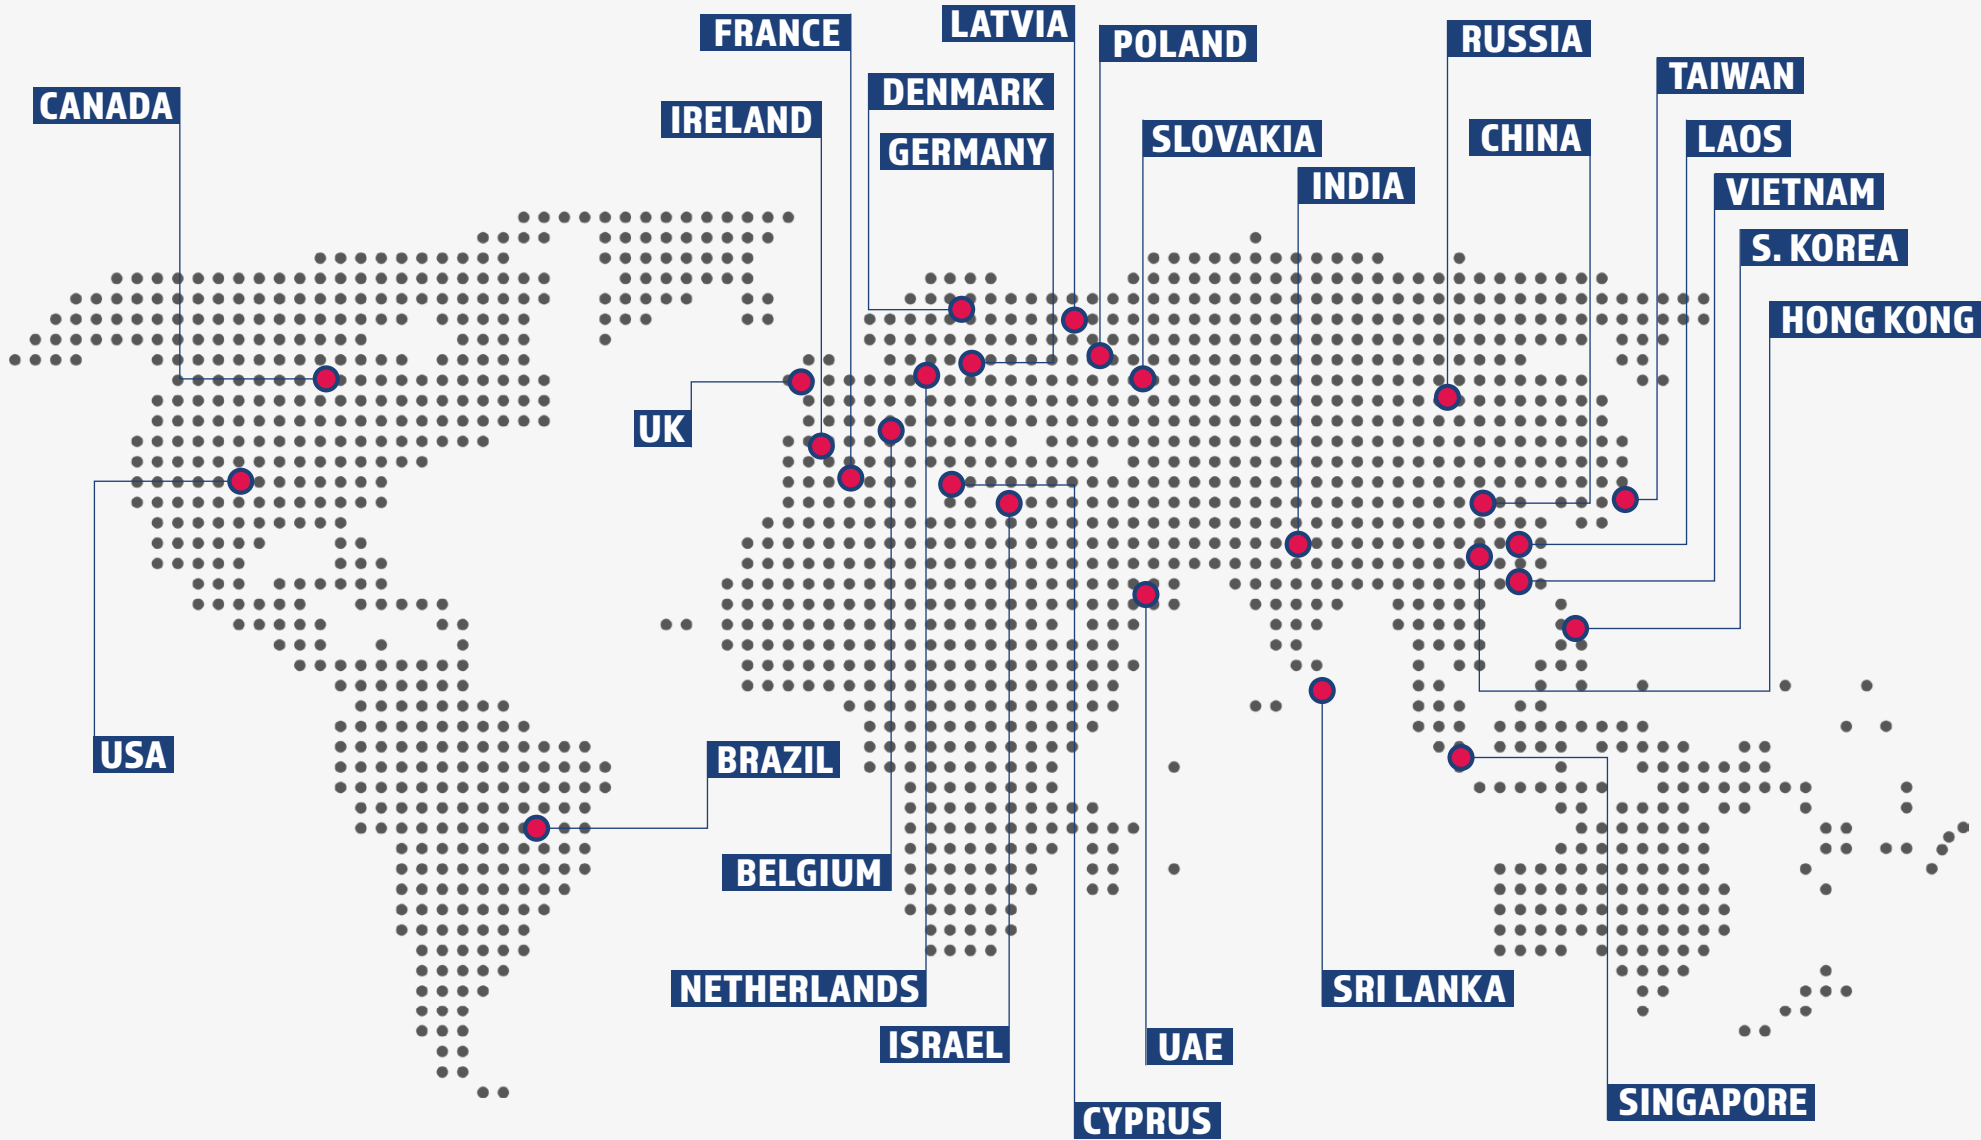 LATVIA
FRANCE
POLAND
RUSSIA
TAIWAN
DENMARK
CANADA
IRELAND
SLOVAKIA
CHINA
LAOS
GERMANY
INDIA
VIETNAM
S. KOREA
HONG KONG
UK
USA
BRAZIL
BELGIUM
NETHERLANDS
SRI LANKA
ISRAEL
UAE
SINGAPORE
CYPRUS